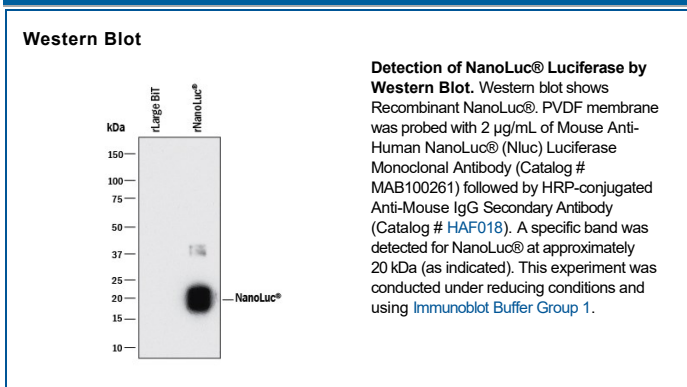 Western Blot
kDa
rLarge BiT
rNanoLuc®
150
100
75
50
37
25
20
15
10
NanoLuc®
Detection of NanoLuc® Luciferase by
Western Blot. Western blot shows
Recombinant NanoLuc®. PVDF membrane
was probed with 2 µg/mL of Mouse Anti-
Human NanoLuc® (Nluc) Luciferase
Monoclonal Antibody (Catalog #
MAB100261) followed by HRP-conjugated
Anti-Mouse IgG Secondary Antibody
(Catalog # HAF018). A specific band was
detected for NanoLuc® at approximately
20 kDa (as indicated). This experiment was
conducted under reducing conditions and
using Immunoblot Buffer Group 1.